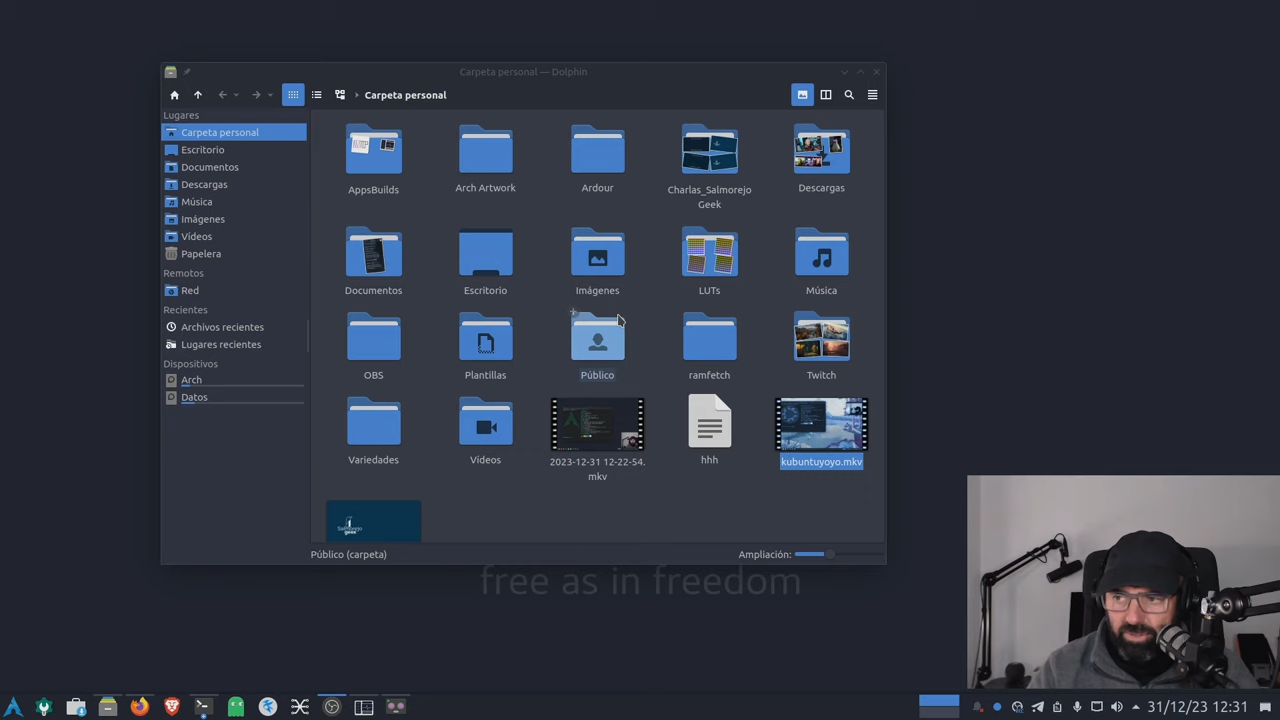 Carpeta personal — Dolphin
Carpeta personal
Lugares
Carpeta personal
Escritorio
Documentos
Descargas
Música
Imágenes
Vídeos
Papelera
Remotos
Red
Recientes
Archivos recientes
Lugares recientes
Dispositivos
Arch
Datos
AppsBuilds
Arch Artwork
Ardour
Charlas_Salmorejo
Geek
Descargas
Documentos
Escritorio
Imágenes
LUTs
Música
OBS
Plantillas
Público
ramfetch
Twitch
Variedades
Vídeos
2023-12-31 12-22-54.
mkv
hhh
kubuntuyoyo.mkv
Salmorejo
geek
Público (carpeta)
Ampliación:
free as in freedom
31/12/23 12:31